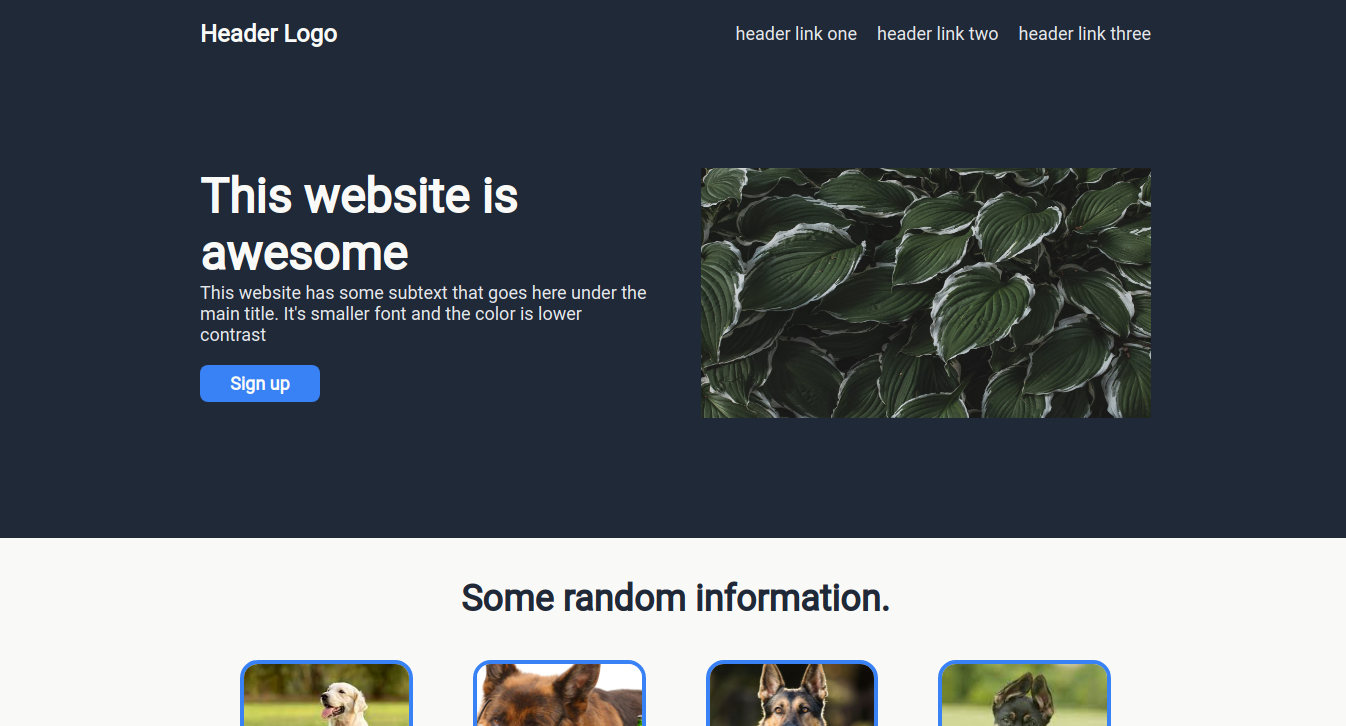 Header Logo
header link one
header link two
header link three
This website is
awesome
This website has some subtext that goes here under the
main title. It's smaller font and the color is lower
contrast
Sign up
Some random information.